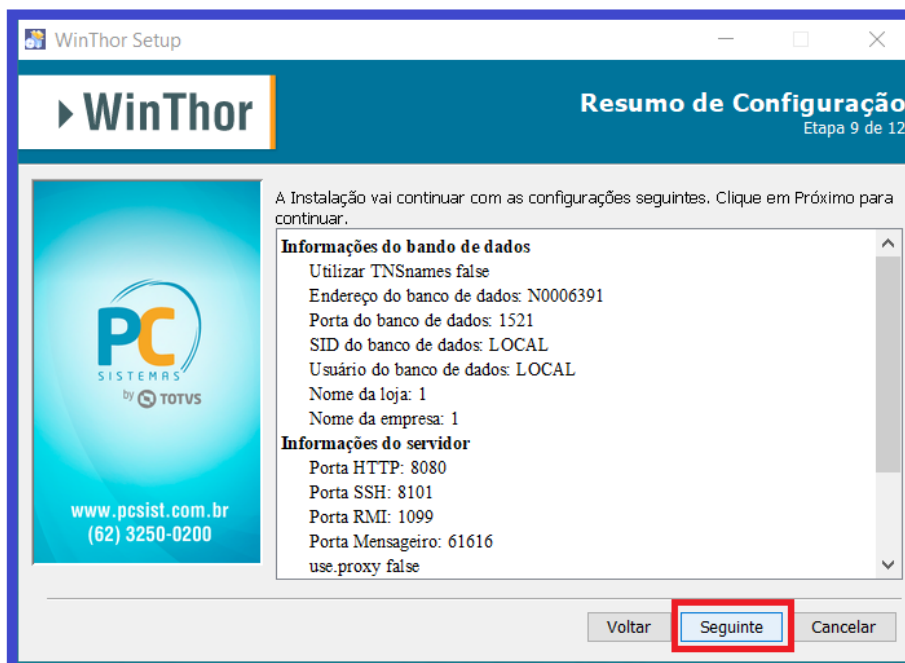 WinThor Setup
WinThor
Resumo de Configuração
Etapa 9 de 12
A Instalação vai continuar com as configurações seguintes. Clique em Próximo para
continuar.
Informações do bando de dados
Utilizar TNSnames false
Endereço do banco de dados: N0006391
Porta do banco de dados: 1521
SID do banco de dados: LOCAL
Usuário do banco de dados: LOCAL
Nome da loja: 1
Nome da empresa: 1
Informações do servidor
Porta HTTP: 8080
Porta SSH: 8101
Porta RMI: 1099
Porta Mensageiro: 61616
use.proxy false
PC
SISTEMAS
by TOTVS
www.pcsist.com.br
(62) 3250-0200
Voltar
Seguinte
Cancelar